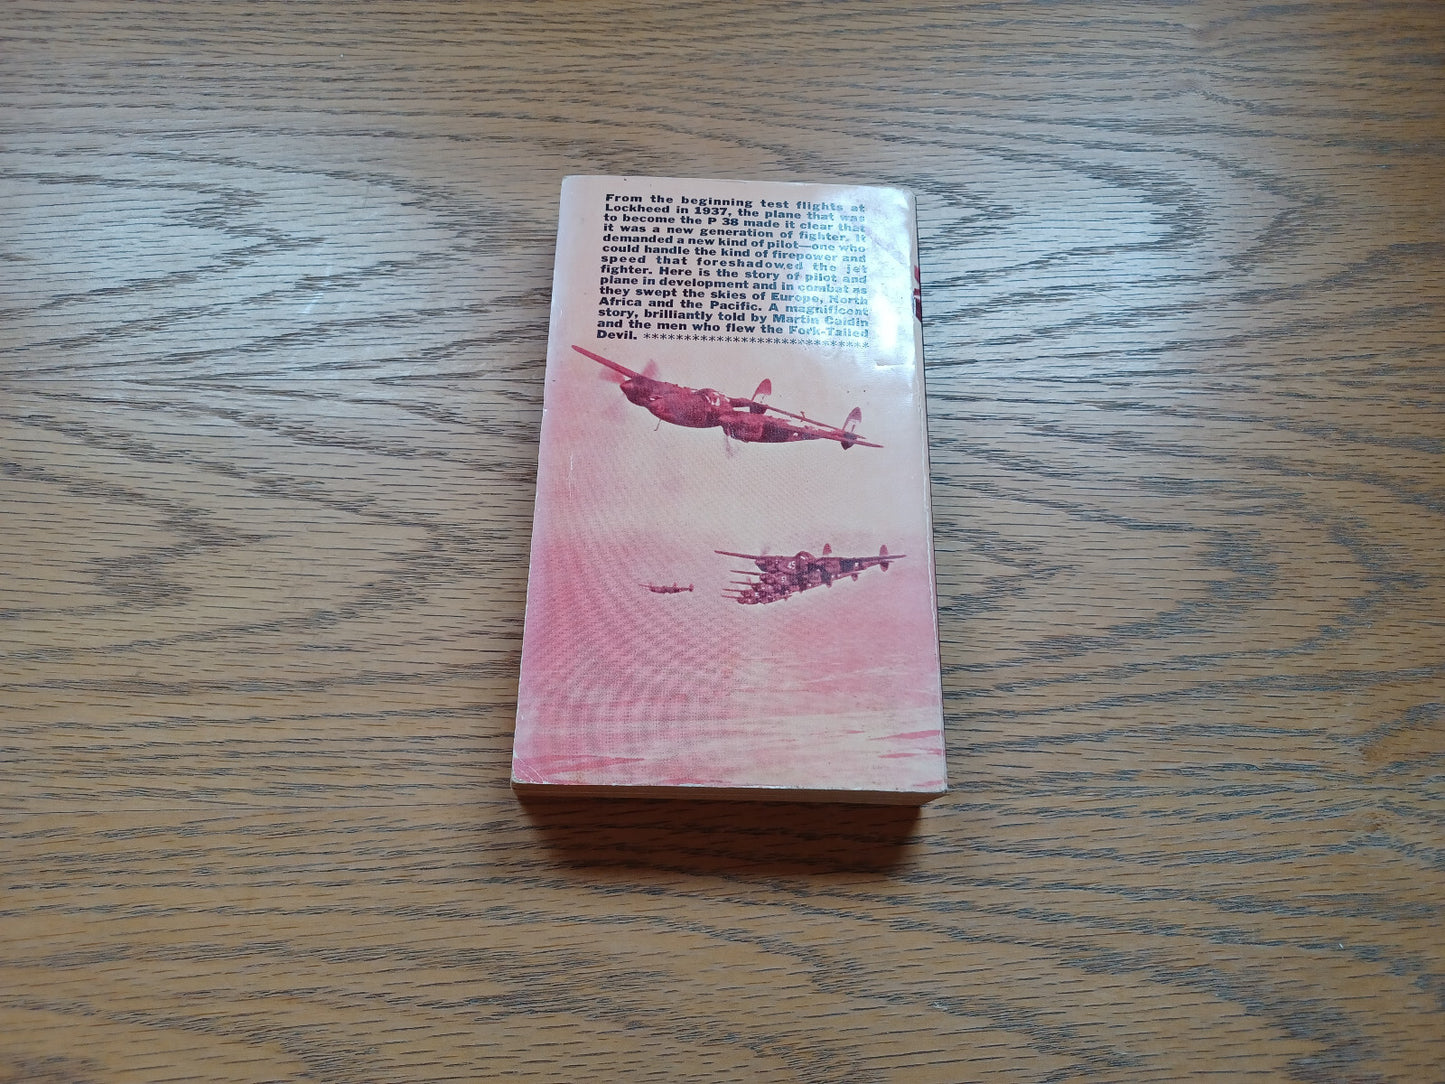 From the beginning test flights at
Lockheed in 1937, the plane that was
to become the P 38 made it clear that
it was a new generation of fighter. It
demanded a new kind of pilot—one who
could handle the kind of firepower and
speed that foreshadowed the jet
fighter. Here is the story of pilot and
plane in development and in combat as
they swept the skies of Europe, North
Africa and the Pacific. A magnificent
story, brilliantly told by Martin Caidin
and the men who flew the Fork-Tailed
Devil. ****************************
45